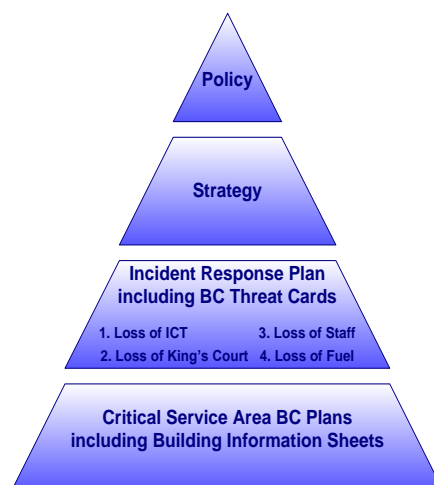 Policy
Strategy
Incident Response Plan
including BC Threat Cards
1. Loss of ICT 3. Loss of Staff
2. Loss of King's Court 4. Loss of Fuel
Critical Service Area BC Plans
including Building Information Sheets